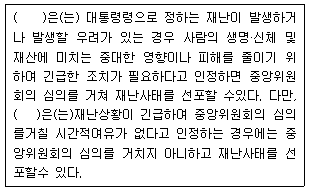 (    )은(는) 대통령령으로 정하는 재난이 발생하거
나 발생할 우려가 있는 경우 사람의 생명·신체 및
재산에 미치는 중대한 영향이나 피해를 줄이기 위
하여 긴급한 조치가 필요하다고 인정하면 중앙위원
회의 심의를 거쳐 재난사태를 선포할 수있다. 다만,
(    )은(는)재난상황이 긴급하여 중앙위원회의 심의
를거칠 시간적여유가 없다고 인정하는 경우에는 중
앙위원회의 심의를 거치지 아니하고 재난사태를 선
포할수 있다.